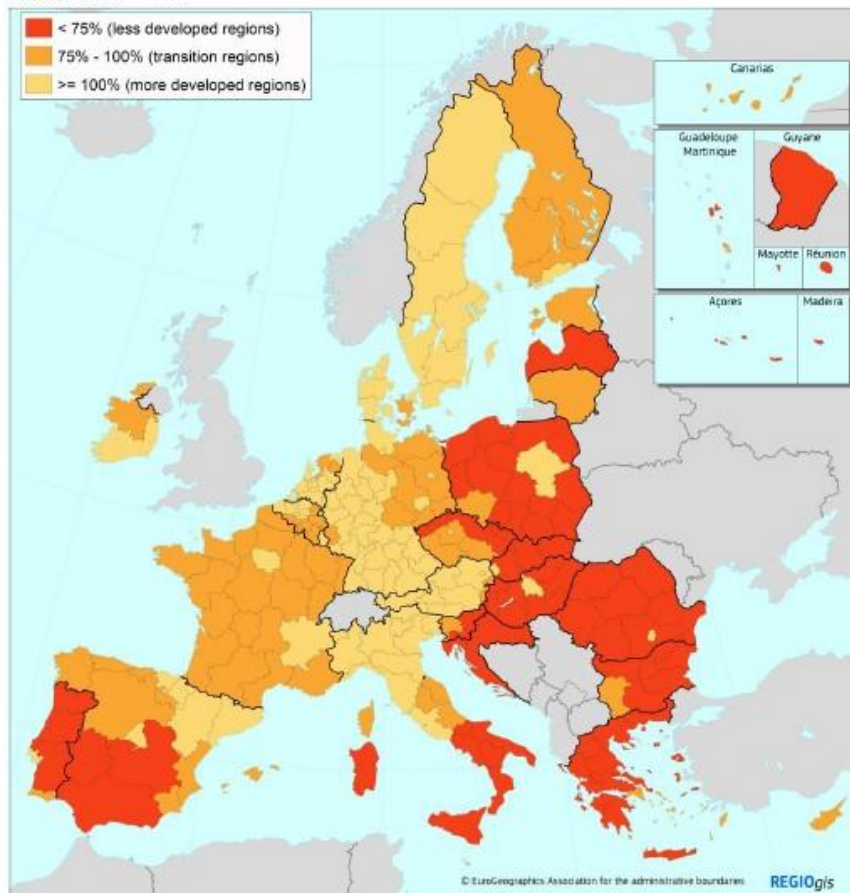 < 75% (less developed regions)
75% - 100% (transition regions)
>= 100% (more developed regions)
Canarias
Guadeloupe
Martinique
Guyane
Mayotte
Réunion
Açores
Madeira
© EuroGeographics Association for the administrative boundaries
REGIOgis